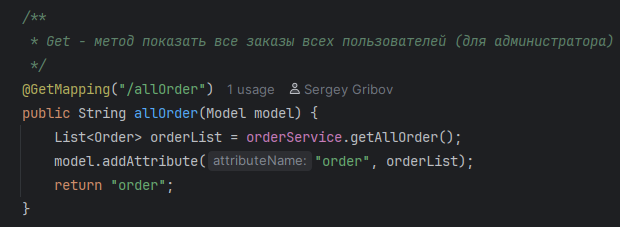 /**
 * Get - метод показать все заказы всех пользователей (для администратора)
 */
@GetMapping("/allOrder") 1 usage Sergey Gribov
public String allOrder(Model model) {
    List<Order> orderList = orderService.getAllOrder();
    model.addAttribute( attributeName: "order", orderList);
    return "order";
}